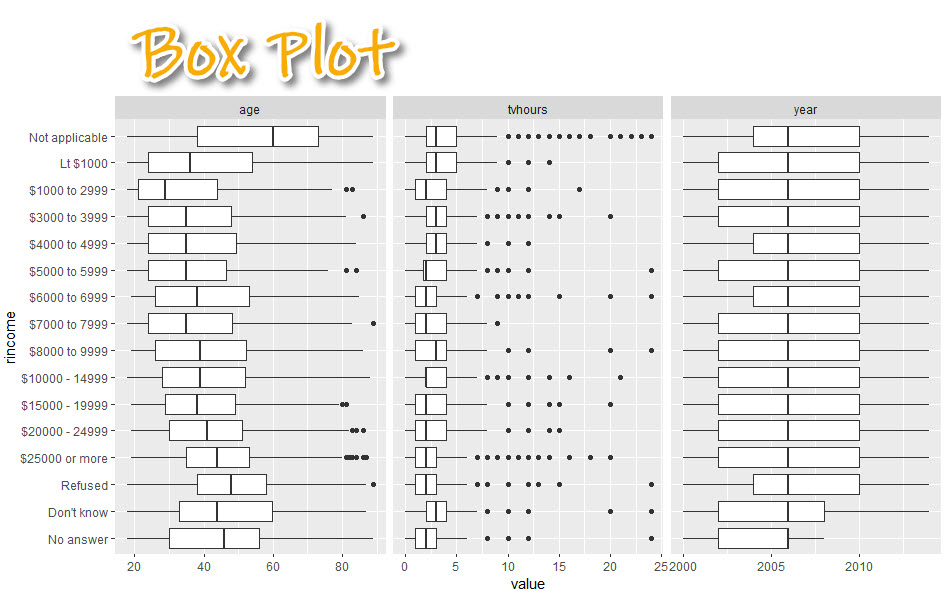 Box Plot
age tvhours year
Not applicable
Lt $1000
$1000 to 2999
$3000 to 3999
$4000 to 4999
$5000 to 5999
$6000 to 6999
$7000 to 7999
$8000 to 9999
$10000 - 14999
$15000 - 19999
$20000 - 24999
$25000 or more
Refused
Don't know
No answer
rincome
20 40 60 80 0 5 10 15 20 25 2000 2005 2010
value